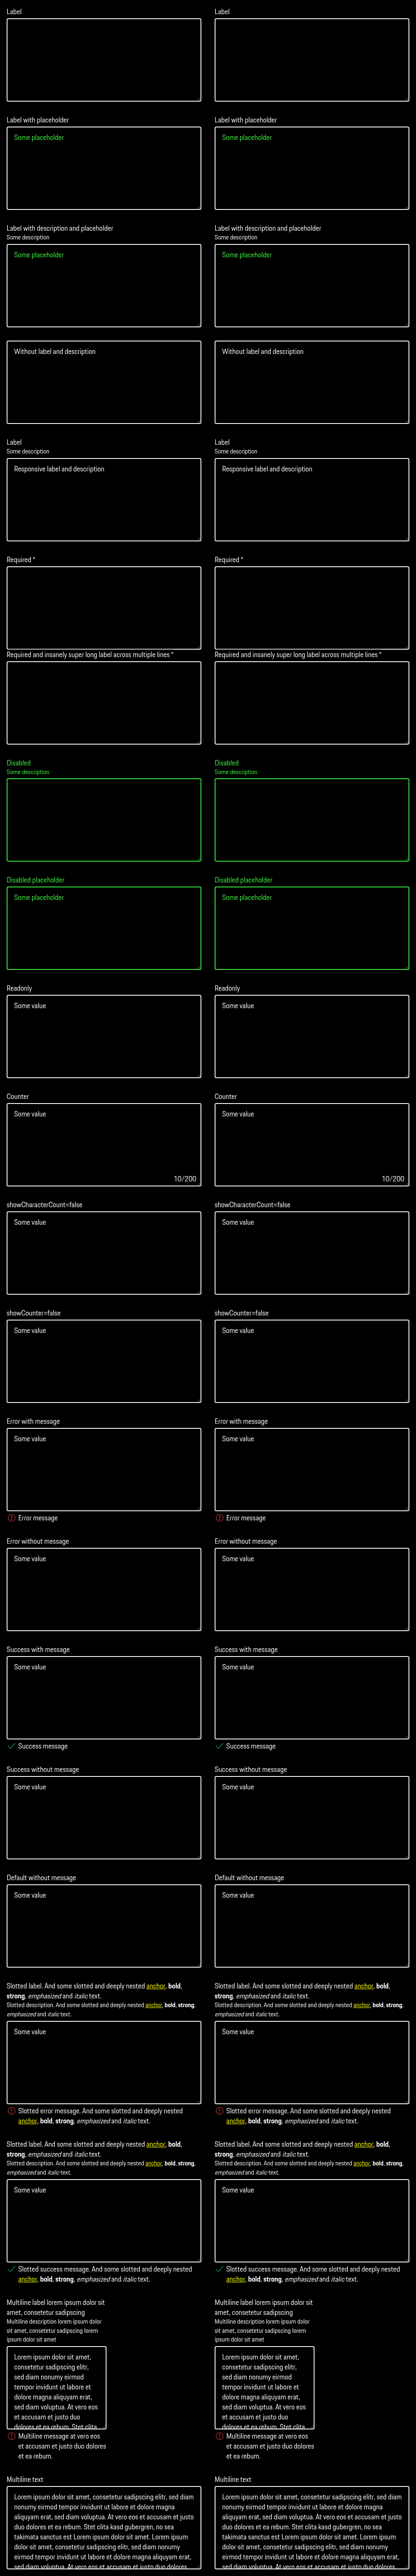 Label
Label
Label with placeholder
Label with placeholder
Some placeholder
Some placeholder
Label with description and placeholder
Label with description and placeholder
Some description
Some description
Some placeholder
Some placeholder
Without label and description
Without label and description
Label
Label
Some description
Some description
Responsive label and description
Responsive label and description
Required *
Required *
Required and insanely super long label across multiple lines *
Required and insanely super long label across multiple lines *
Disabled
Disabled
Some description
Some description
Disabled placeholder
Disabled placeholder
Some placeholder
Some placeholder
Readonly
Readonly
Some value
Some value
Counter
Counter
Some value
Some value
10/200
10/200
showCharacterCount=false
showCharacterCount=false
Some value
Some value
showCounter=false
showCounter=false
Some value
Some value
Error with message
Error with message
Some value
Some value
Error message
Error message
Error without message
Error without message
Some value
Some value
Success with message
Success with message
Some value
Some value
Success message
Success message
Success without message
Success without message
Some value
Some value
Default without message
Default without message
Some value
Some value
Slotted label. And some slotted and deeply nested anchor, bold,
strong, emphasized and italic text.
Slotted description. And some slotted and deeply nested anchor, bold, strong,
emphasized and italic text.
Some value
Slotted error message. And some slotted and deeply nested
anchor, bold, strong, emphasized and italic text.
Slotted label. And some slotted and deeply nested anchor, bold,
strong, emphasized and italic text.
Slotted description. And some slotted and deeply nested anchor, bold, strong,
emphasized and italic text.
Some value
Slotted error message. And some slotted and deeply nested
anchor, bold, strong, emphasized and italic text.
Slotted label. And some slotted and deeply nested anchor, bold,
strong, emphasized and italic text.
Slotted description. And some slotted and deeply nested anchor, bold, strong,
emphasized and italic text.
Some value
Slotted success message. And some slotted and deeply nested
anchor, bold, strong, emphasized and italic text.
Slotted label. And some slotted and deeply nested anchor, bold,
strong, emphasized and italic text.
Slotted description. And some slotted and deeply nested anchor, bold, strong,
emphasized and italic text.
Some value
Slotted success message. And some slotted and deeply nested
anchor, bold, strong, emphasized and italic text.
Multiline label lorem ipsum dolor sit
amet, consetetur sadipscing
Multiline description lorem ipsum dolor
sit amet, consetetur sadipscing lorem
ipsum dolor sit amet
Lorem ipsum dolor sit amet,
consetetur sadipscing elitr,
sed diam nonumy eirmod
tempor invidunt ut labore et
dolore magna aliquyam erat,
sed diam voluptua. At vero eos
et accusam et justo duo
dolores et ea rebum. Stet clita
Multiline message at vero eos
et accusam et justo duo dolores
et ea rebum.
Multiline label lorem ipsum dolor sit
amet, consetetur sadipscing
Multiline description lorem ipsum dolor
sit amet, consetetur sadipscing lorem
ipsum dolor sit amet
Lorem ipsum dolor sit amet,
consetetur sadipscing elitr,
sed diam nonumy eirmod
tempor invidunt ut labore et
dolore magna aliquyam erat,
sed diam voluptua. At vero eos
et accusam et justo duo
dolores et ea rebum. Stet clita
Multiline message at vero eos
et accusam et justo duo dolores
et ea rebum.
Multiline text
Lorem ipsum dolor sit amet, consetetur sadipscing elitr, sed diam
nonumy eirmod tempor invidunt ut labore et dolore magna
aliquyam erat, sed diam voluptua. At vero eos et accusam et justo
duo dolores et ea rebum. Stet clita kasd gubergren, no sea
takimata sanctus est Lorem ipsum dolor sit amet. Lorem ipsum
dolor sit amet, consetetur sadipscing elitr, sed diam nonumy
eirmod tempor invidunt ut labore et dolore magna aliquyam erat,
sed diam voluptua. At vero eos et accusam et justo duo dolores
Multiline text
Lorem ipsum dolor sit amet, consetetur sadipscing elitr, sed diam
nonumy eirmod tempor invidunt ut labore et dolore magna
aliquyam erat, sed diam voluptua. At vero eos et accusam et justo
duo dolores et ea rebum. Stet clita kasd gubergren, no sea
takimata sanctus est Lorem ipsum dolor sit amet. Lorem ipsum
dolor sit amet, consetetur sadipscing elitr, sed diam nonumy
eirmod tempor invidunt ut labore et dolore magna aliquyam erat,
sed diam voluptua. At vero eos et accusam et justo duo dolores